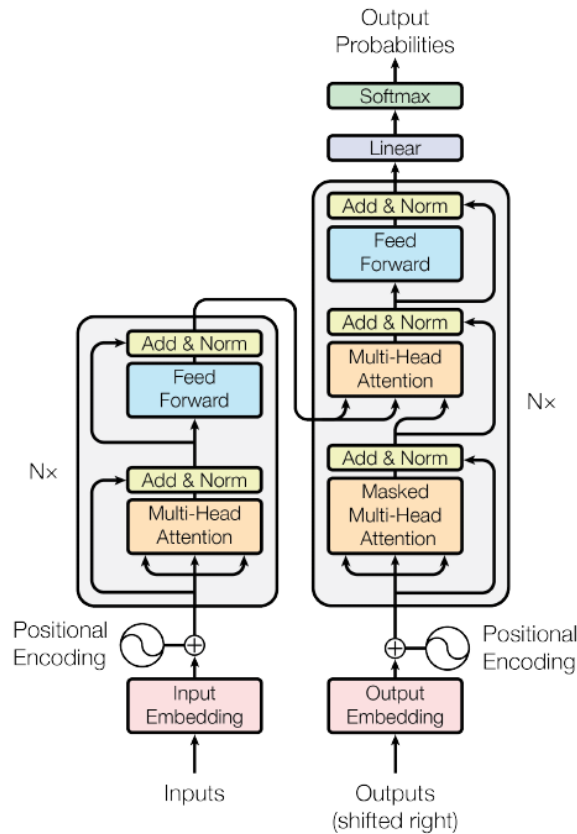 Output
Probabilities
Softmax
Linear
Add & Norm
Feed
Forward
Add & Norm
Multi-Head
Attention
Add & Norm
Masked
Multi-Head
Attention
N×
Add & Norm
Feed
Forward
N×
Add & Norm
Multi-Head
Attention
Positional
Encoding
Positional
Encoding
Input
Embedding
Output
Embedding
Inputs
Outputs
(shifted right)